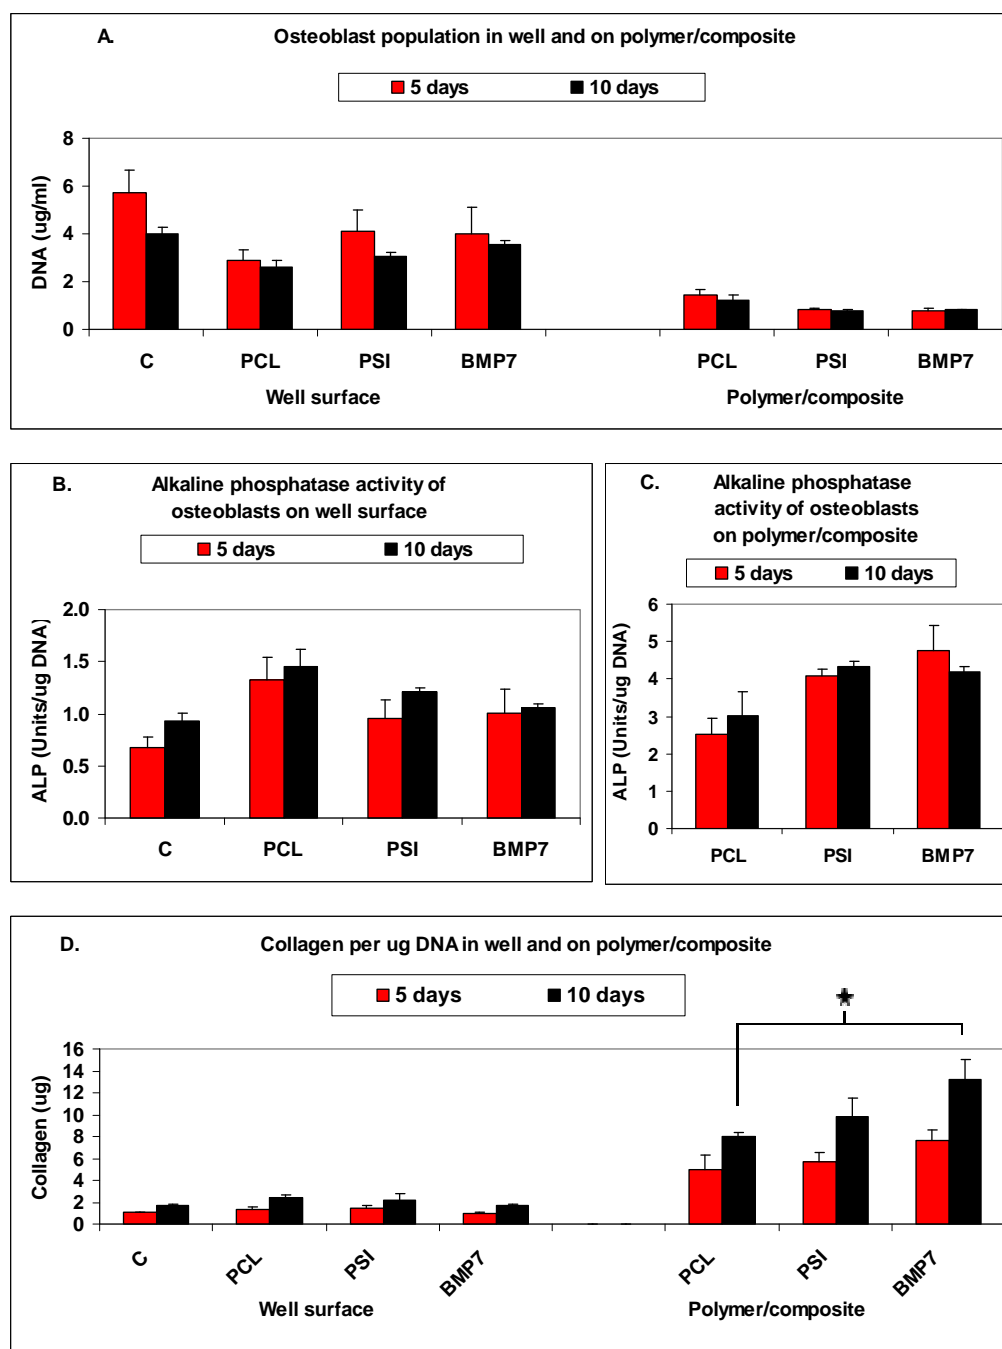 A. Osteoblast population in well and on polymer/composite
5 days 10 days
8
6
4
2
0
DNA (ug/ml)
C PCL PSI BMP7 PCL PSI BMP7
Well surface Polymer/composite
B. Alkaline phosphatase activity of
osteoblasts on well surface
5 days 10 days
2.0
1.5
1.0
0.5
0.0
ALP (Units/ug DNA)
C PCL PSI BMP7
C. Alkaline phosphatase
activity of osteoblasts
on polymer/composite
5 days 10 days
6
5
4
3
2
1
0
ALP (Units/ug DNA)
PCL PSI BMP7
D. Collagen per ug DNA in well and on polymer/composite
5 days 10 days
16
14
12
10
8
6
4
2
0
Collagen (ug)
C PCL PSI BMP7 PCL PSI BMP7
Well surface Polymer/composite